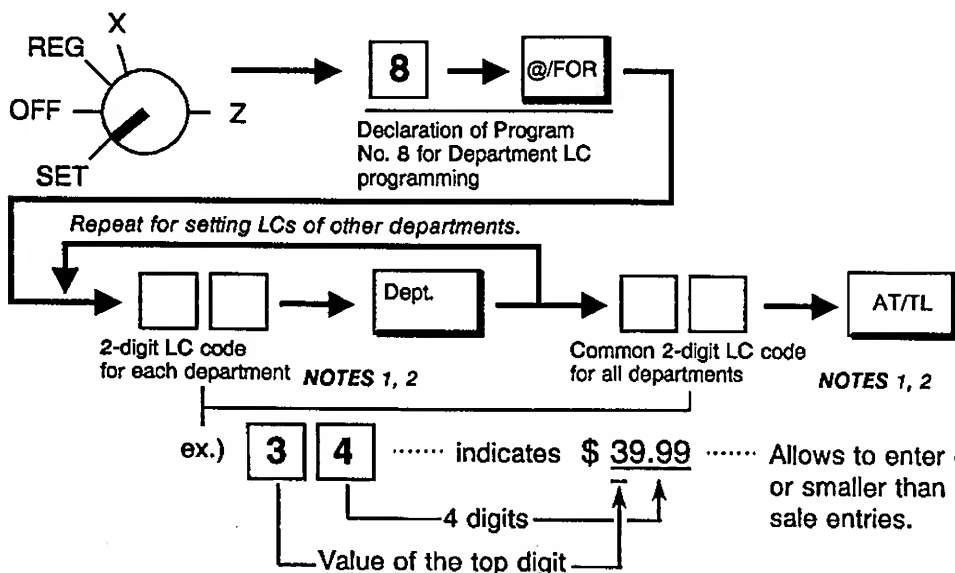 X
REG
OFF
Z
SET
8
@/FOR
Declaration of Program
No. 8 for Department LC
programming
Repeat for setting LCs of other departments.
Dept.
AT/TL
2-digit LC code
for each department NOTES 1, 2
Common 2-digit LC code
for all departments
NOTES 1, 2
ex.) 3 4 ....... indicates $ 39.99 ....... Allows to enter
or smaller than
sale entries.
4 digits
Value of the top digit